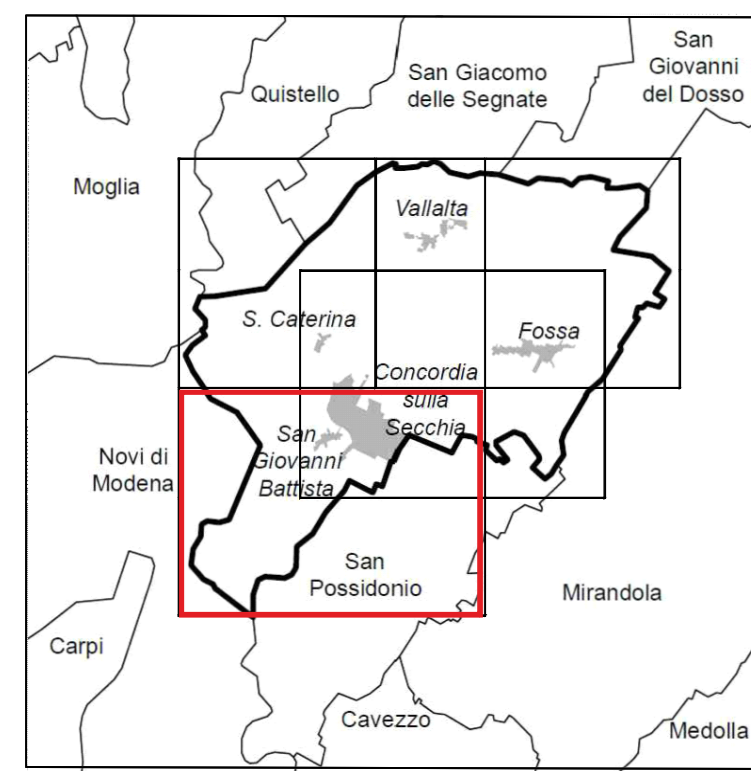 San
Giovanni
del Dosso
San Giacomo
delle Segnate
Quistello
Moglia
Vallalta
S. Caterina
Fossa
Concordia
sulla
Secchia
San
Giovanni
Battista
Novi di
Modena
San
Possidonio
Mirandola
Carpi
Cavezzo
Medolla